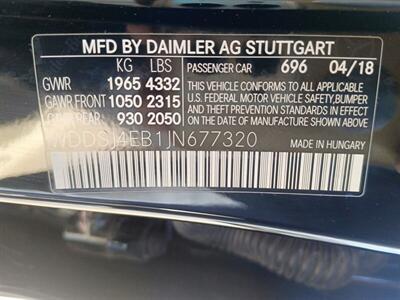 MFD BY DAIMLER AG STUTTGART
KG LBS PASSENGER CAR 696 04/18
GVWR 1965 4332 THIS VEHICLE CONFORMS TO ALL APPLICABLE
GAWR FRONT 1050 2315 U.S. FEDERAL MOTOR VEHICLE SAFETY,BUMPER
GAWR REAR 930 2050 AND THEFT PREVENTION STANDARDS IN EFFECT
ON THE DATE OF MANUFACTURE SHOWN ABOVE
WDDSJ4EB1JN677320 MADE IN HUNGARY